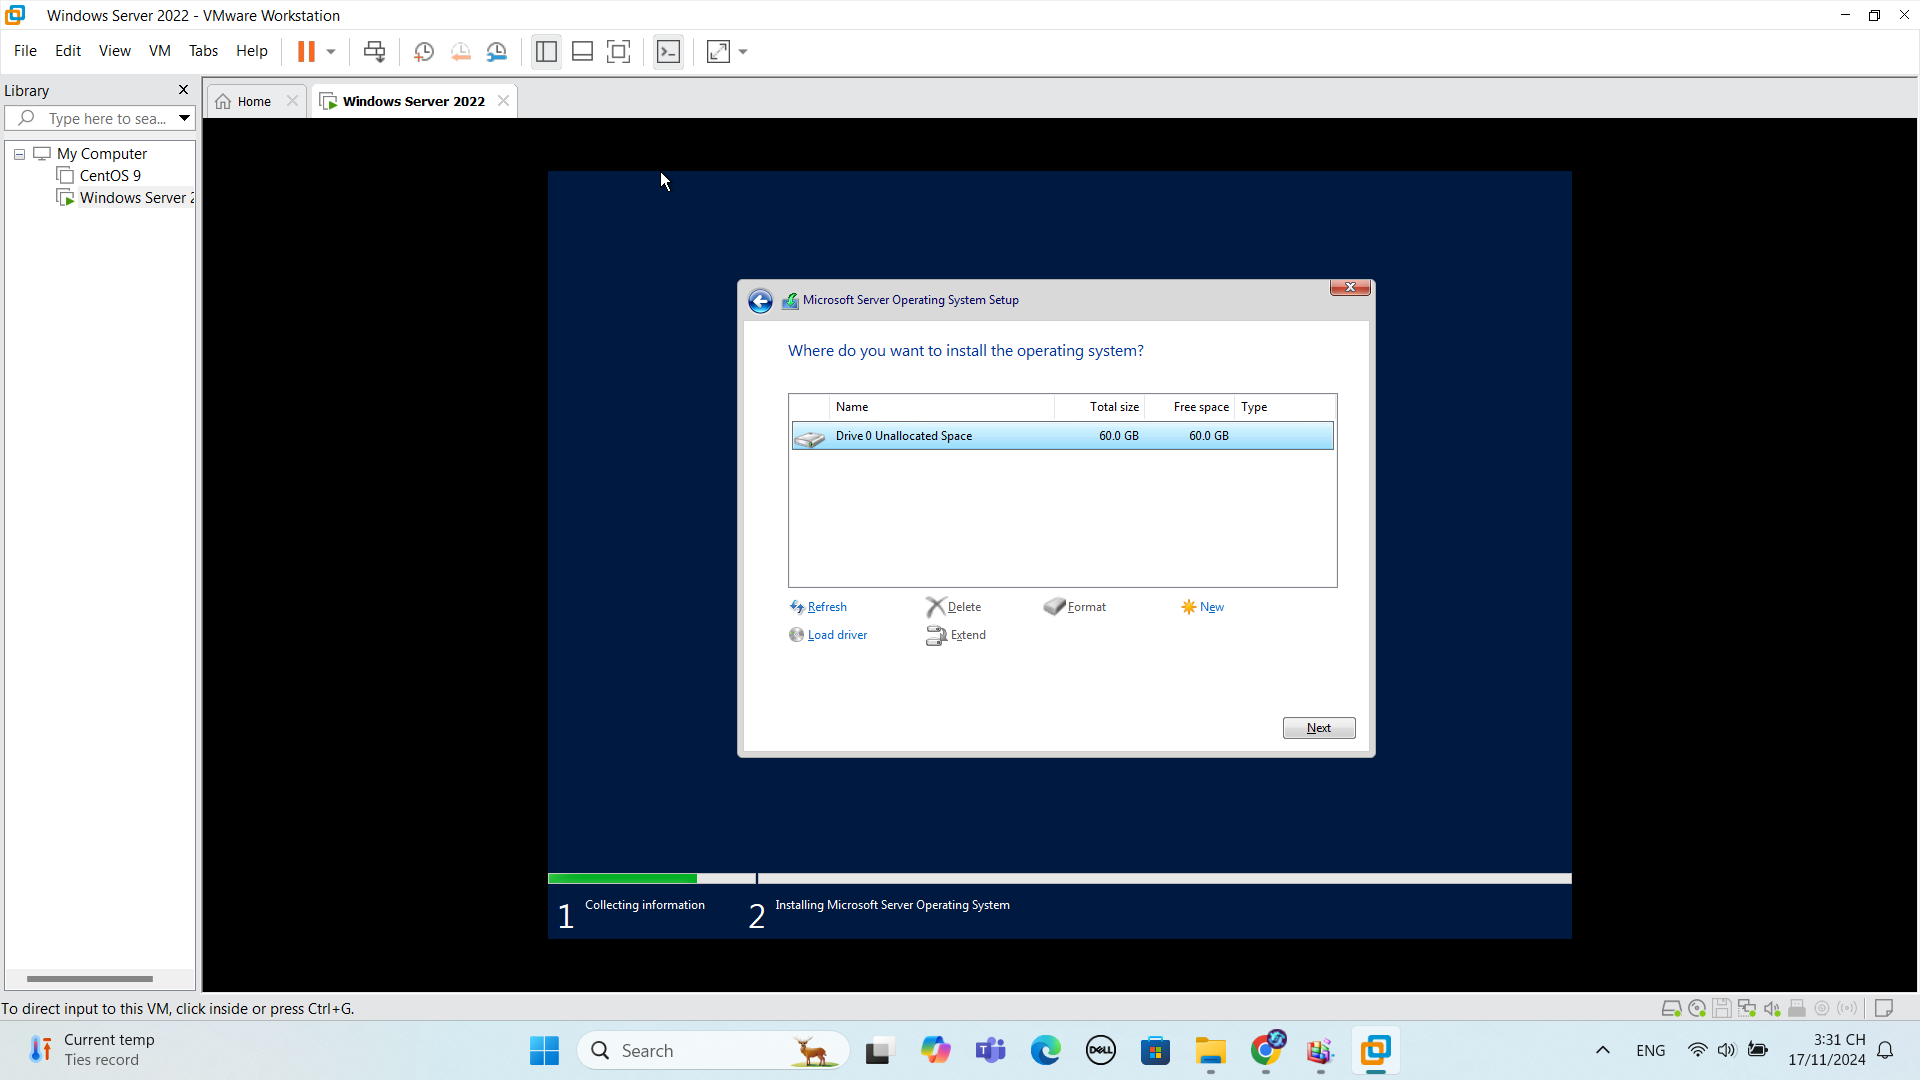 Windows Server 2022 - VMware Workstation
File Edit View VM Tabs Help
Library
Home
Windows Server 2022
Type here to sea...
My Computer
CentOS 9
Windows Server 2
Microsoft Server Operating System Setup
Where do you want to install the operating system?
Name Total size Free space Type
Drive 0 Unallocated Space 60.0 GB 60.0 GB
Refresh Delete Format New
Load driver Extend
Next
1 Collecting information 2 Installing Microsoft Server Operating System
To direct input to this VM, click inside or press Ctrl+G.
Current temp
Ties record
Search
DELL
ENG
3:31 CH
17/11/2024